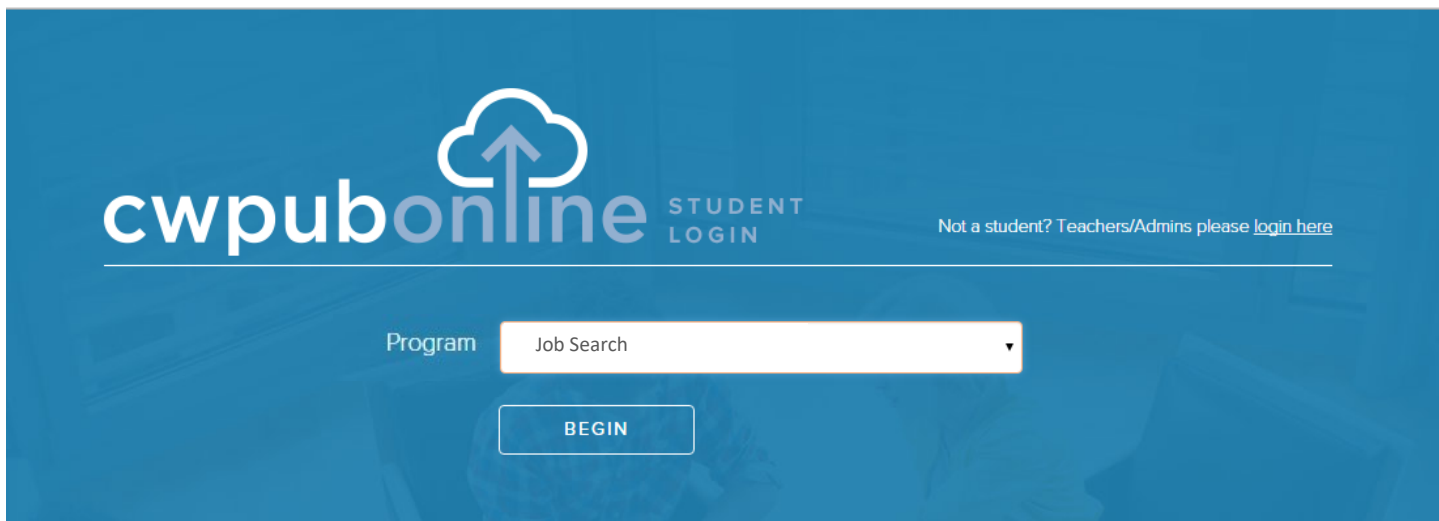 cwpubonline STUDENT LOGIN
Not a student? Teachers/Admins please login here
Program Job Search
BEGIN